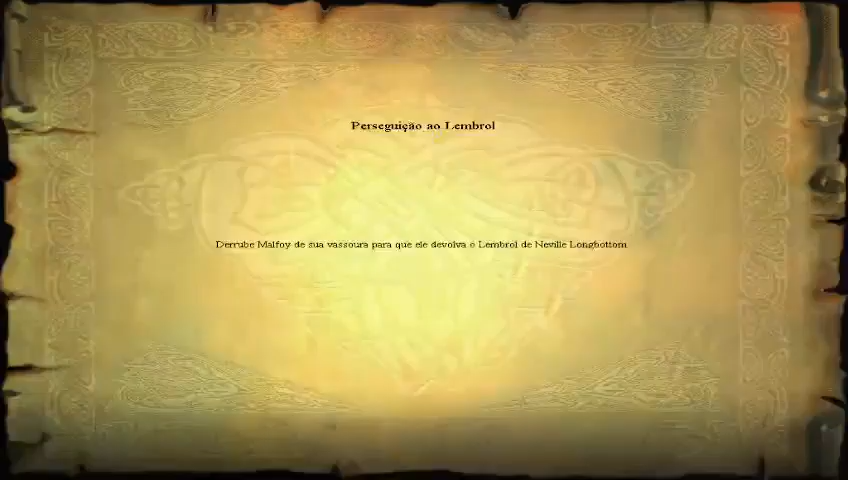 Perseguição ao Lembrol
Derrube Malfoy de sua vassoura para que ele devolva o Lembrol de Neville Longbottom